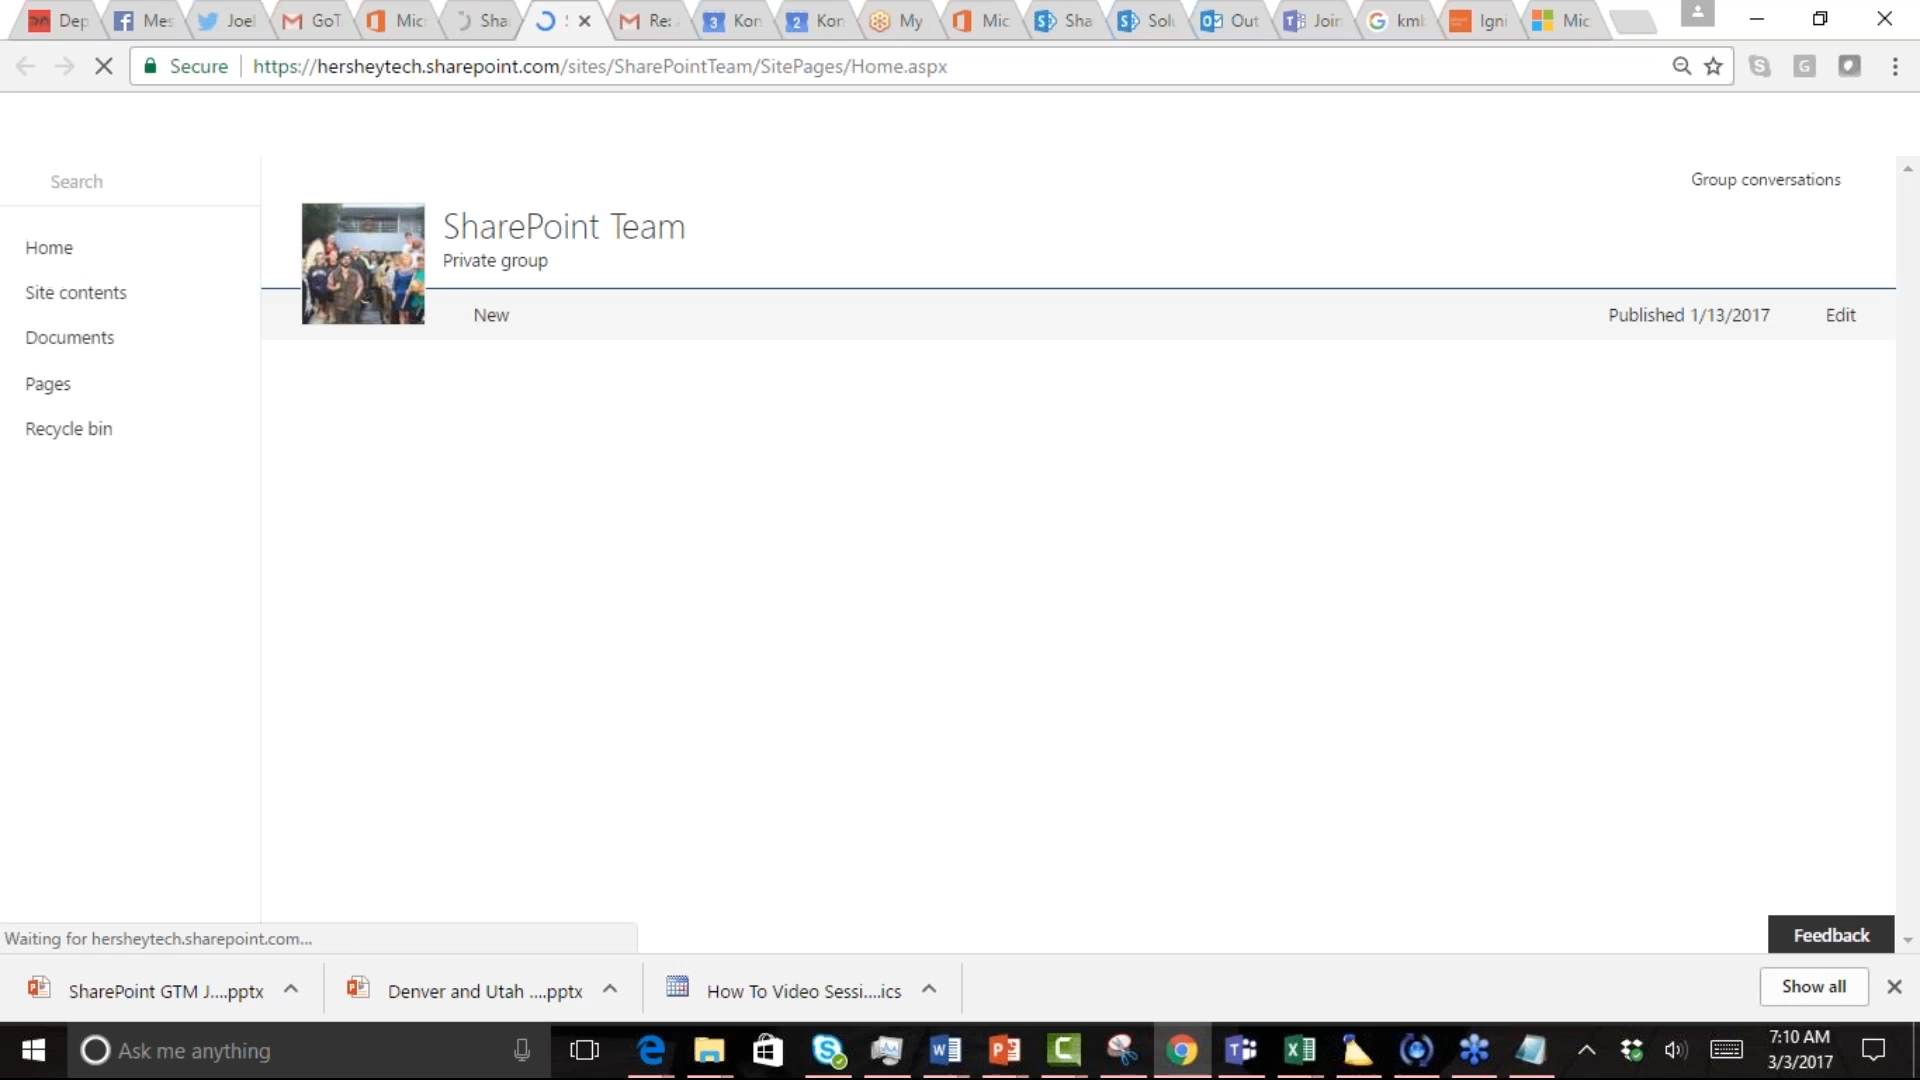 Dep
Mes
Joel
GoT
Mic
Sha
Re:
3 Kon
2 Kon
My
Mic
Sha
Solu
Out
Join
kml
Igni
Mic
Secure
https://hersheytech.sharepoint.com/sites/SharePointTeam/SitePages/Home.aspx
Search
Group conversations
SharePoint Team
Private group
Home
New
Published 1/13/2017
Edit
Site contents
Documents
Pages
Recycle bin
Feedback
Waiting for hersheytech.sharepoint.com...
SharePoint GTM J....pptx
Denver and Utah ....pptx
How To Video Sessi....ics
Show all
Ask me anything
7:10 AM
3/3/2017